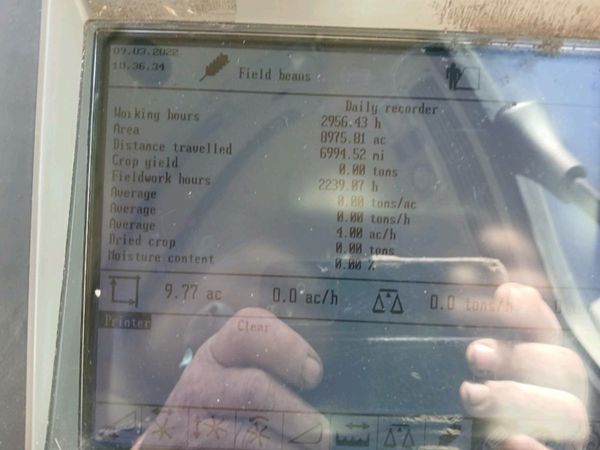 09.03.2022
10.36.34
Field beans
Daily recorder
Working hours 2956.43 h
Area 8975.81 ac
Distance travelled 6994.52 mi
Crop yield 0.00 tons
Fieldwork hours 2239.07 h
Average 0.00 tons/ac
Average 0.00 tons/h
Average 4.00 ac/h
Dried crop 0.00 tons
Moisture content 0.00 %
9.77 ac 0.0 ac/h 0.0 tons/h
Printer Clear